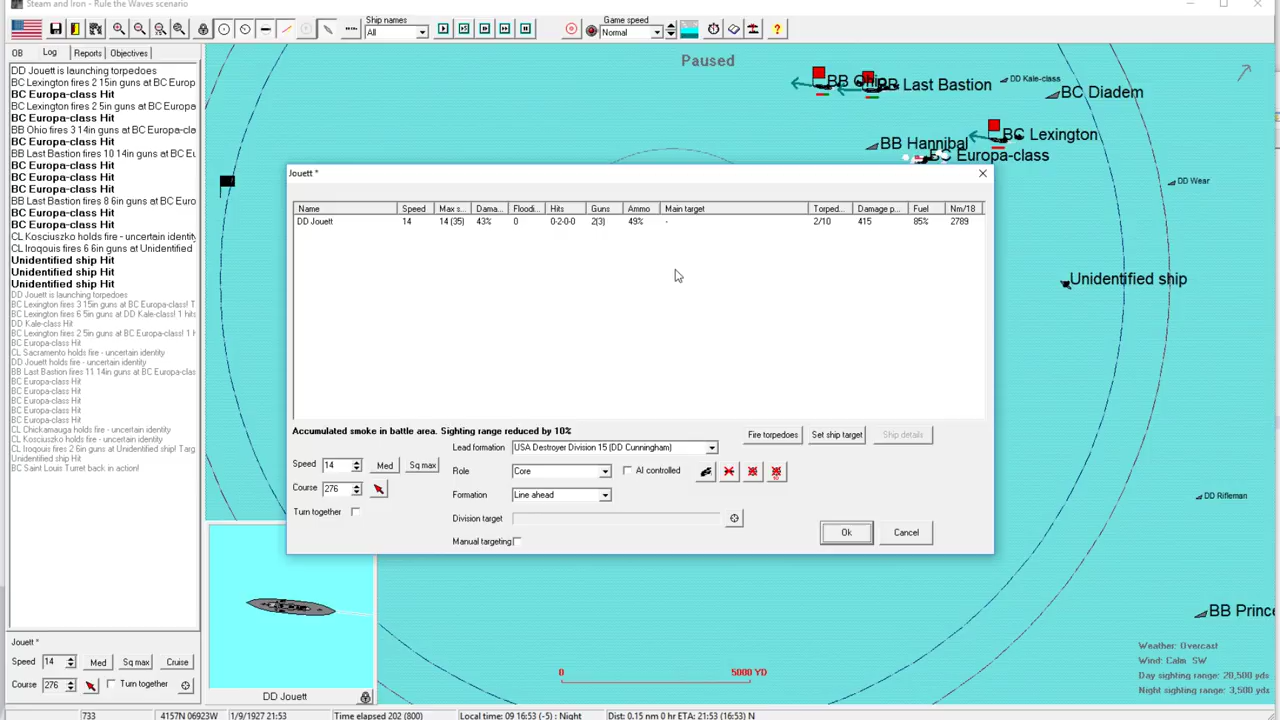 Steam and Iron - Rule the Waves scenario
Ship names
All
Game speed
Normal
OB
Log
Reports
Objectives
DD Jouett is launching torpedoes
BC Lexington fires 2 15in guns at BC Europ
BC Europa-class Hit
BC Lexington fires 2 5in guns at BC Europa-
BC Europa-class Hit
BB Ohio fires 3 14in guns at BC Europa-cla
BC Europa-class Hit
BB Last Bastion fires 10 14in guns at BC Eu
BC Europa-class Hit
BC Europa-class Hit
BC Europa-class Hit
BB Last Bastion fires 8 6in guns at BC Euro
BC Europa-class Hit
BC Europa-class Hit
CL Kosciuszko holds fire - uncertain identity
CL Iroqouis fires 6 6in guns at Unidentified
Unidentified ship Hit
Unidentified ship Hit
Unidentified ship Hit
DD Jouett is launching torpedoes
BC Lexington fires 3 15in guns at BC Europa-class! T
BC Lexington fires 6 5in guns at DD Kale-class! 1 hits
DD Kale-class Hit
BC Lexington fires 2 5in guns at BC Europa-class! 1 h
BC Europa-class Hit
CL Sacramento holds fire - uncertain identity
DD Jouett holds fire - uncertain identity
BB Last Bastion fires 11 14in guns at BC Europa-clas
BC Europa-class Hit
BC Europa-class Hit
BC Europa-class Hit
BC Europa-class Hit
CL Chickamauga holds fire - uncertain identity
CL Kosciuszko holds fire - uncertain identity
CL Iroqouis fires 2 6in guns at Unidentified ship! Targ
Unidentified ship Hit
BC Saint Louis Turret back in action!
Jouett *
Speed 14 Med Sq max Cruise
Course 276 Turn together
Paused
BB Ohio
BB Last Bastion
DD Kale-class
BC Diadem
BC Lexington
BB Hannibal
BC Europa-class
DD Wear
Unidentified ship
DD Rifleman
BB Princ
Jouett *
Name Speed Max s... Dama... Floodi... Hits Guns Ammo Main target Torped... Damage p... Fuel Nm/18
DD Jouett 14 14 (35) 43% 0 0-2-0-0 2(3) 49% - 2/10 415 85% 2789
Accumulated smoke in battle area. Sighting range reduced by 10%
Fire torpedoes
Set ship target
Ship details
Lead formation USA Destroyer Division 15 (DD Cunningham)
Speed 14 Med Sq max
Role Core AI controlled
Course 276
Formation Line ahead
Turn together
Division target
Manual targeting
Ok
Cancel
DD Jouett
0 5000 YD
Weather: Overcast
Wind: Calm SW
Day sighting range: 20,500 yds
Night sighting range: 3,500 yds
733
4157N 06923W
1/9/1927 21:53
Time elapsed 202 (800)
Local time: 09 16:53 (-5) : Night
Dist: 0.15 nm 0 hr ETA: 21:53 (16:53) N